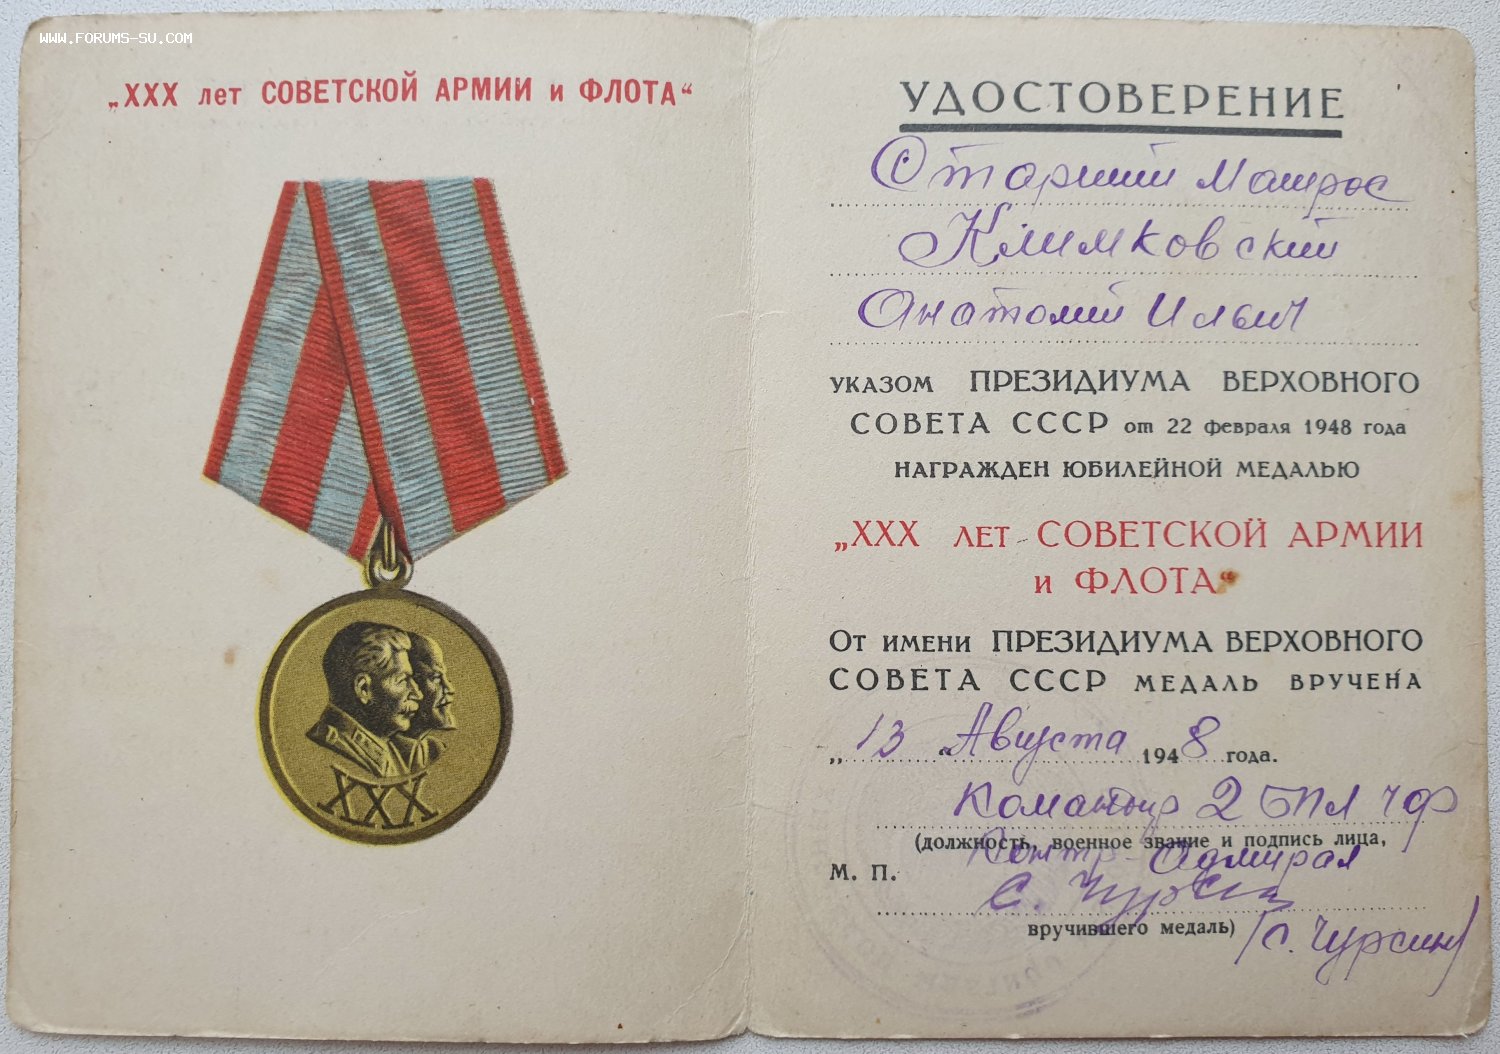 WWW.FORUMS-SU.COM
„XXX лет СОВЕТСКОЙ АРМИИ и ФЛОТА“
XXX
УДОСТОВЕРЕНИЕ
Старший Матрос
Климковский
Анатолий Ильич
УКАЗОМ ПРЕЗИДИУМА ВЕРХОВНОГО
СОВЕТА СССР от 22 февраля 1948 года
НАГРАЖДЕН ЮБИЛЕЙНОЙ МЕДАЛЬЮ
„XXX ЛЕТ СОВЕТСКОЙ АРМИИ
и ФЛОТА“
От имени ПРЕЗИДИУМА ВЕРХОВНОГО
СОВЕТА СССР МЕДАЛЬ ВРУЧЕНА
„13“ Августа 1948 года.
Командир 2 БПЛ ЧФ
(должность, военное звание и подпись лица,
Контр-Адмирал
М. П.
С. Чурсин
вручившего медаль) (С. Чурсин)